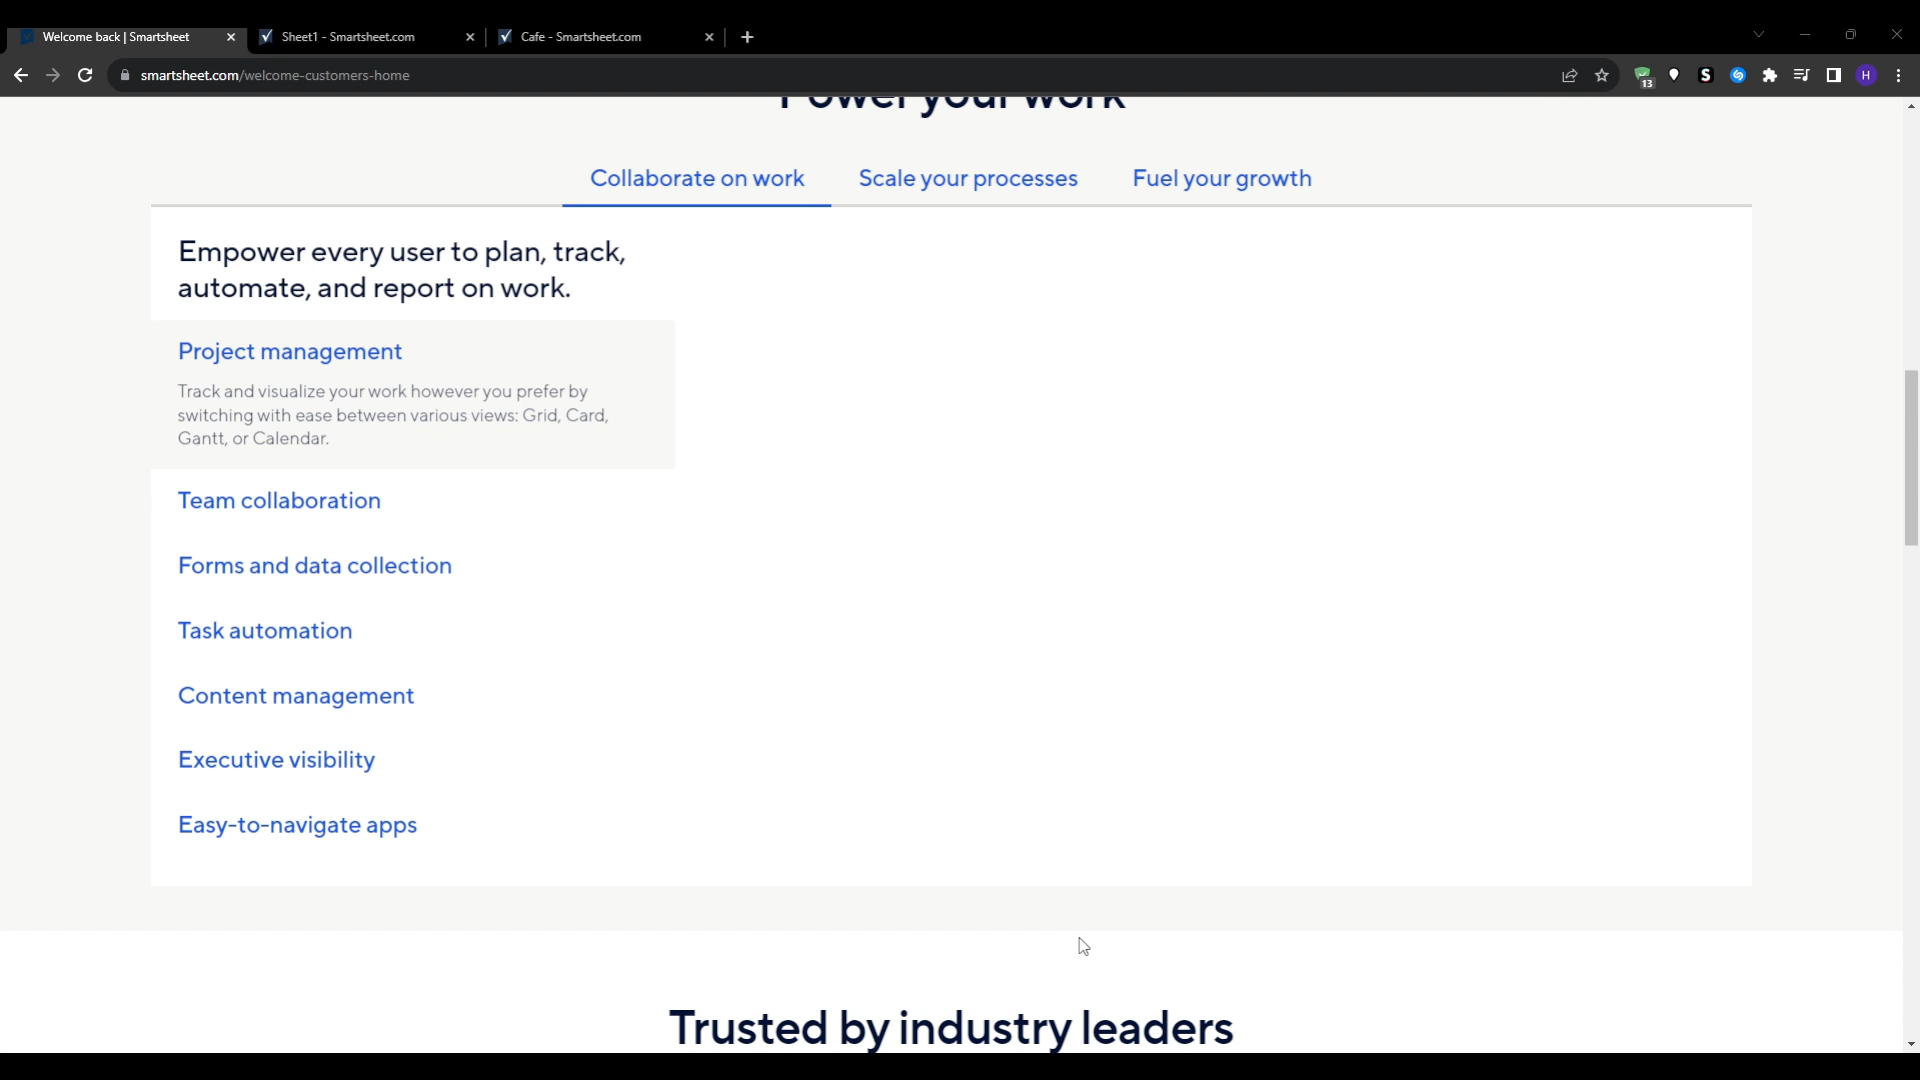 Welcome back | Smartsheet
Sheet1 - Smartsheet.com
Cafe - Smartsheet.com
smartsheet.com/welcome-customers-home
13
S
H
Power your work
Collaborate on work
Scale your processes
Fuel your growth
Empower every user to plan, track,
automate, and report on work.
Project management
Track and visualize your work however you prefer by
switching with ease between various views: Grid, Card,
Gantt, or Calendar.
Team collaboration
Forms and data collection
Task automation
Content management
Executive visibility
Easy-to-navigate apps
Trusted by industry leaders